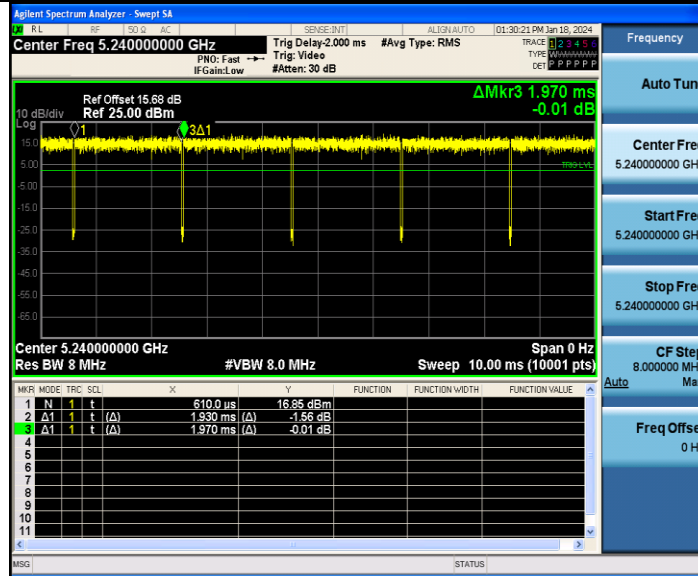 Agilent Spectrum Analyzer - Swept SA
RL RF 50 Ω AC SENSE:INT ALIGN AUTO 01:30:21 PM Jan 18, 2024
Center Freq 5.240000000 GHz Trig Delay-2.000 ms #Avg Type: RMS TRACE 1 2 3 4 5 6
PNO: Fast Trig: Video TYPE WWWWWW
IFGain:Low #Atten: 30 dB DET P P P P P P
ΔMkr3 1.970 ms
-0.01 dB
Ref Offset 15.68 dB
10 dB/div Ref 25.00 dBm
Log
1 3Δ1
15.0
5.00
TRIG LVL
-5.00
-15.0
-25.0
-35.0
-45.0
-55.0
-65.0
Center 5.240000000 GHz Span 0 Hz
Res BW 8 MHz #VBW 8.0 MHz Sweep 10.00 ms (10001 pts)
MKR MODE TRC SCL X Y FUNCTION FUNCTION WIDTH FUNCTION VALUE
1 N 1 t 610.0 us 16.85 dBm
2 Δ1 1 t (Δ) 1.930 ms (Δ) -1.56 dB
3 Δ1 1 t (Δ) 1.970 ms (Δ) -0.01 dB
4
5
6
7
8
9
10
11
MSG STATUS
Frequency
Auto Tun
Center Fre
5.240000000 GH
Start Fre
5.240000000 GH
Stop Fre
5.240000000 GH
CF Ste
8.000000 MH
Auto Ma
Freq Offse
0 H